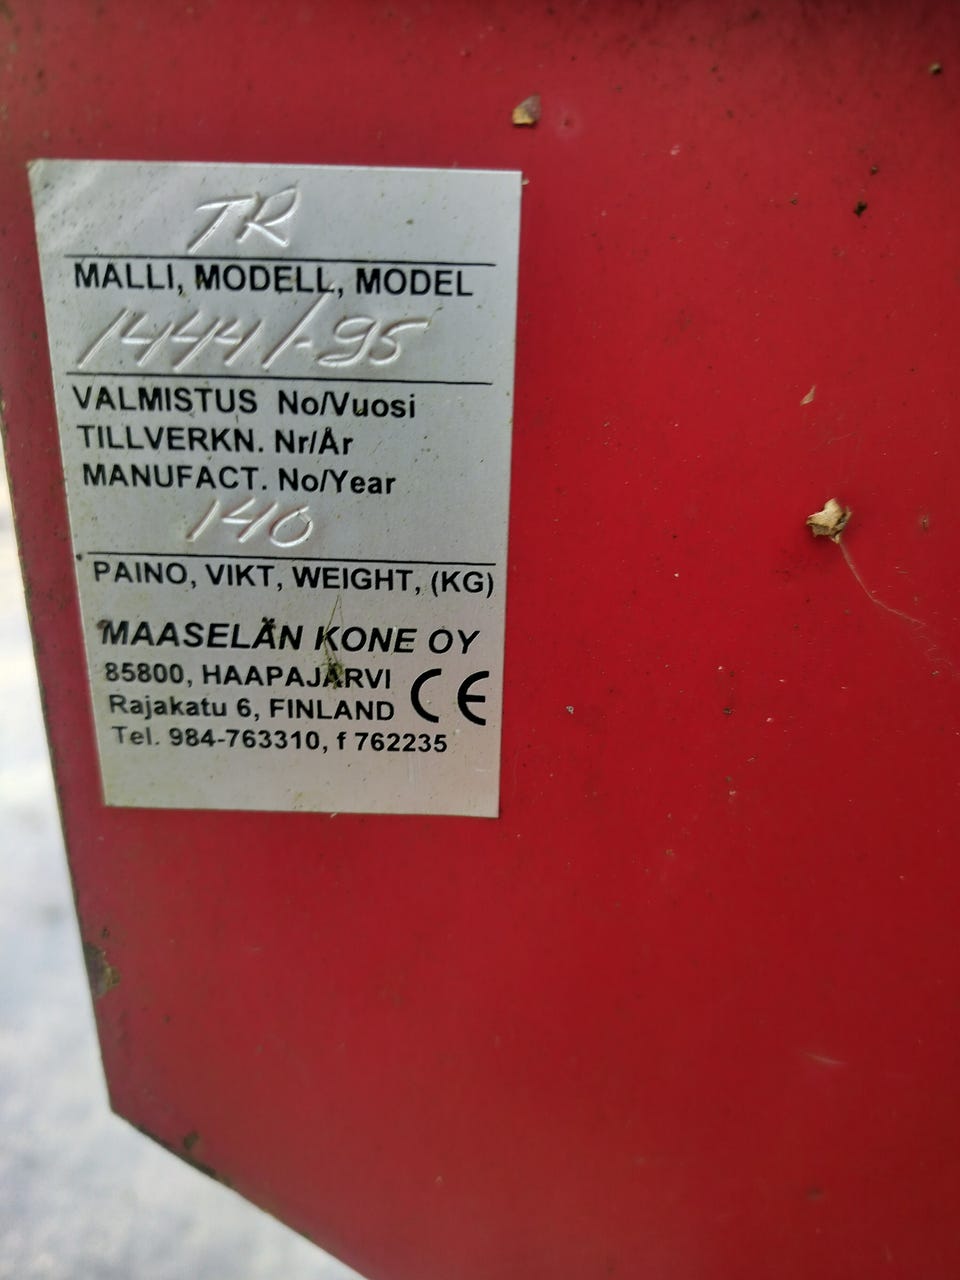 TR
MALLI, MODELL, MODEL
1444/-95
VALMISTUS No/Vuosi
TILLVERKN. Nr/År
MANUFACT. No/Year
140
PAINO, VIKT, WEIGHT, (KG)
MAASELÄN KONE OY
85800, HAAPAJÄRVI
Rajakatu 6, FINLAND CE
Tel. 984-763310, f 762235